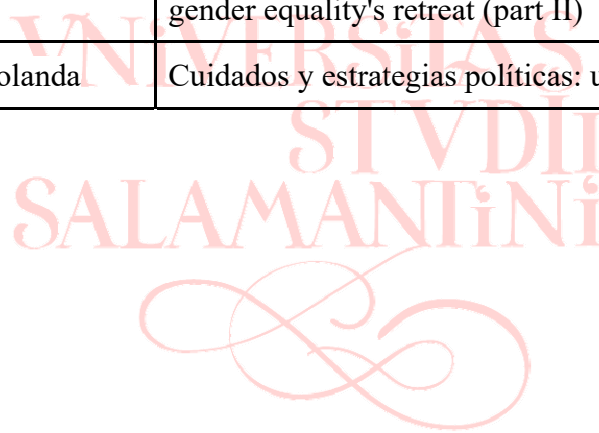 gender equality's retreat (part II)
olanda Cuidados y estrategias políticas: u
VNiVERSiTAS
STVDII
SALAMANTiNi